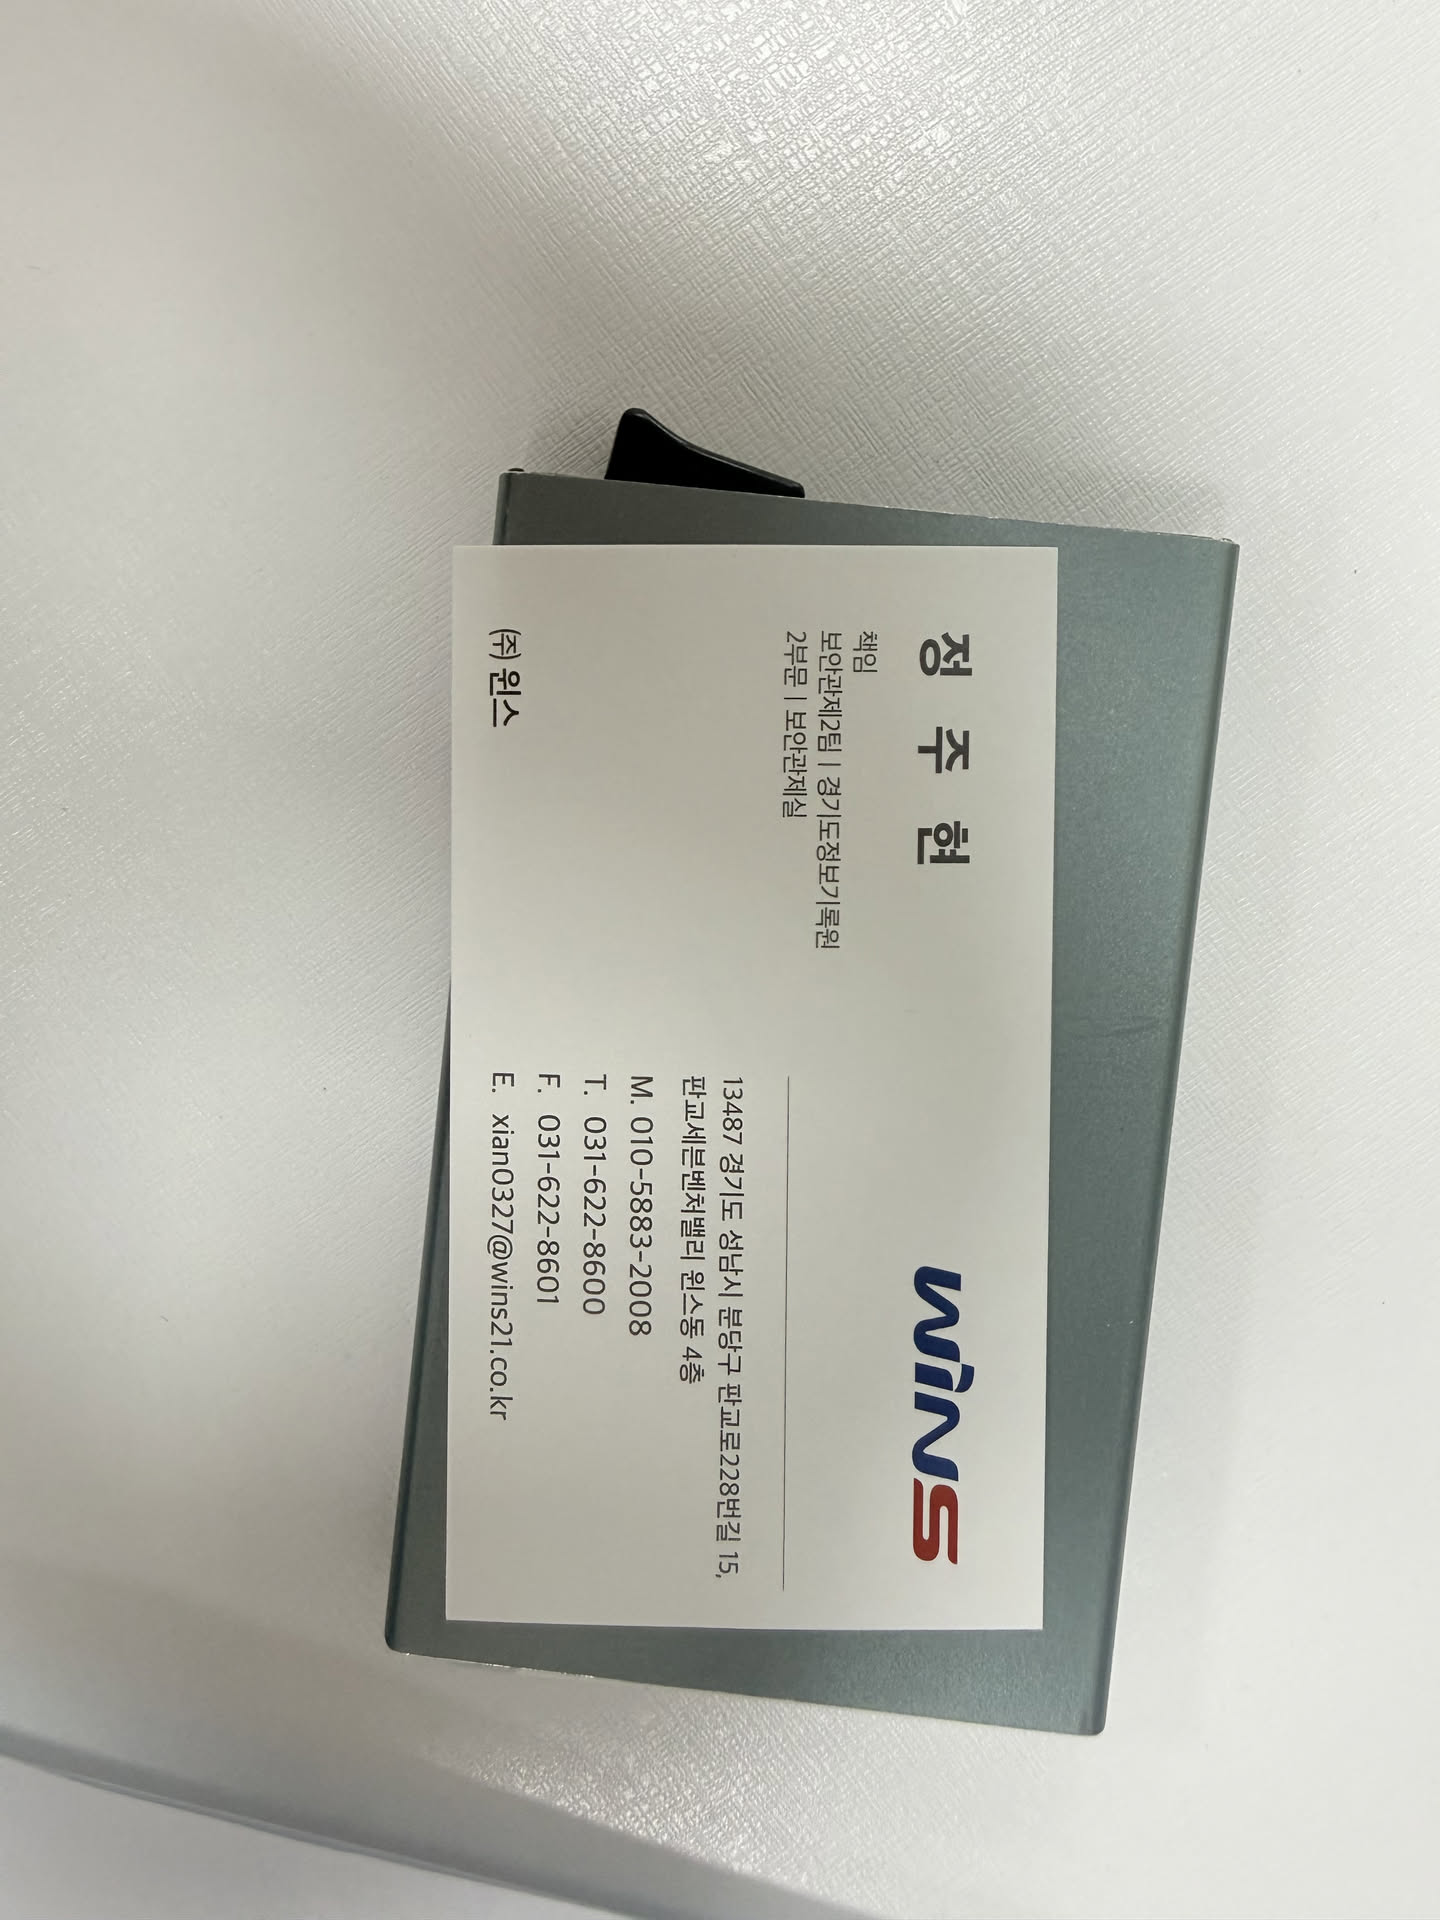 정주현
책임
보안관제2팀 | 경기도정보기록원
2부문 | 보안관제실
(주) 윈스
WINS
13487 경기도 성남시 분당구 판교로228번길 15,
판교세븐벤처밸리 윈스동 4층
M. 010-5883-2008
T. 031-622-8600
F. 031-622-8601
E. xian0327@wins21.co.kr